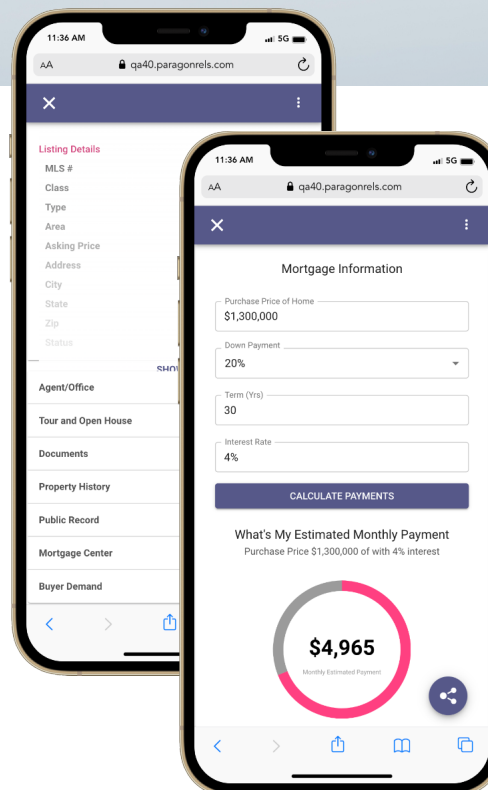 11:36 AM
5G
AA
qa40.paragonrels.com
Listing Details
MLS #
Class
Type
Area
Asking Price
Address
City
State
Zip
Status
Agent/Office
Tour and Open House
Documents
Property History
Public Record
Mortgage Center
Buyer Demand
11:36 AM
5G
AA
qa40.paragonrels.com
Mortgage Information
Purchase Price of Home
$1,300,000
Down Payment
20%
Term (Yrs)
30
Interest Rate
4%
CALCULATE PAYMENTS
What's My Estimated Monthly Payment
Purchase Price $1,300,000 of with 4% interest
$4,965
Monthly Estimated Payment